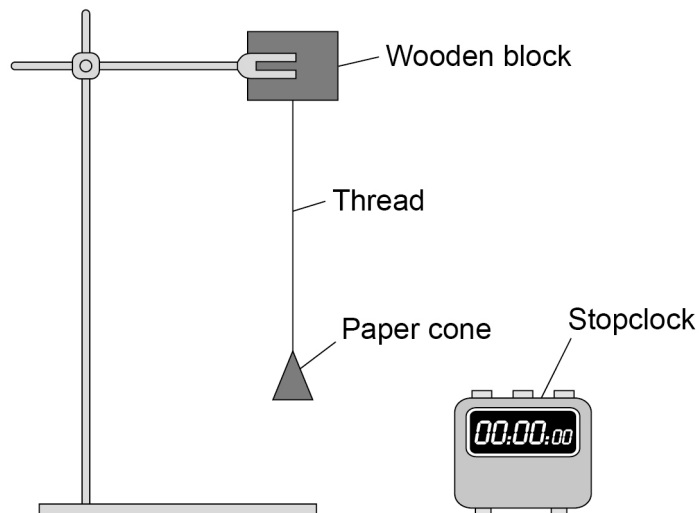 Wooden block
Thread
Paper cone
Stopclock
00:00:00